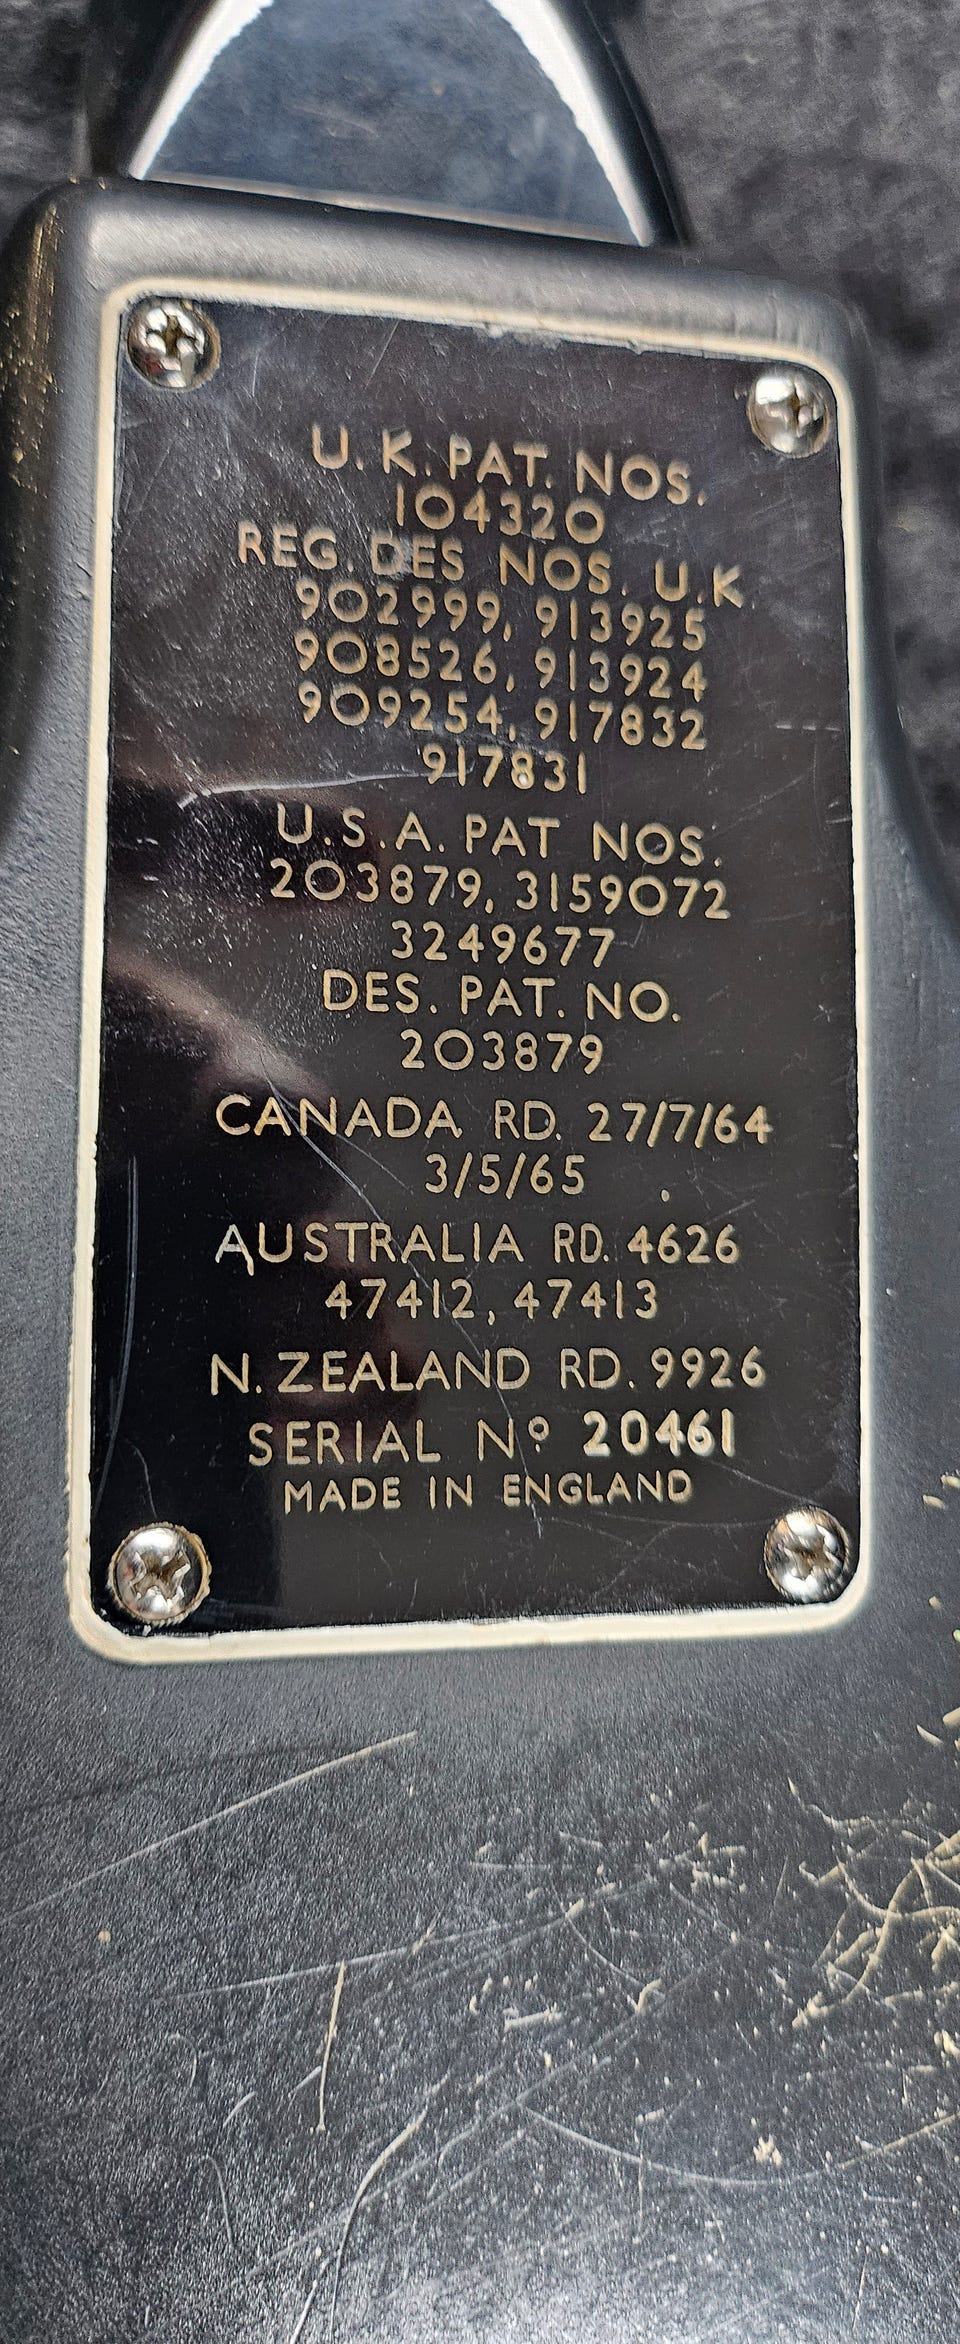 U.K. PAT. NOS.
104320
REG. DES NOS. U.K.
902999, 913925
908526, 913924
909254, 917832
917831
U.S.A. PAT NOS.
203879, 3159072
3249677
DES. PAT. NO.
203879
CANADA RD. 27/7/64
3/5/65
AUSTRALIA RD. 4626
47412, 47413
N. ZEALAND RD. 9926
SERIAL Nº 20461
MADE IN ENGLAND